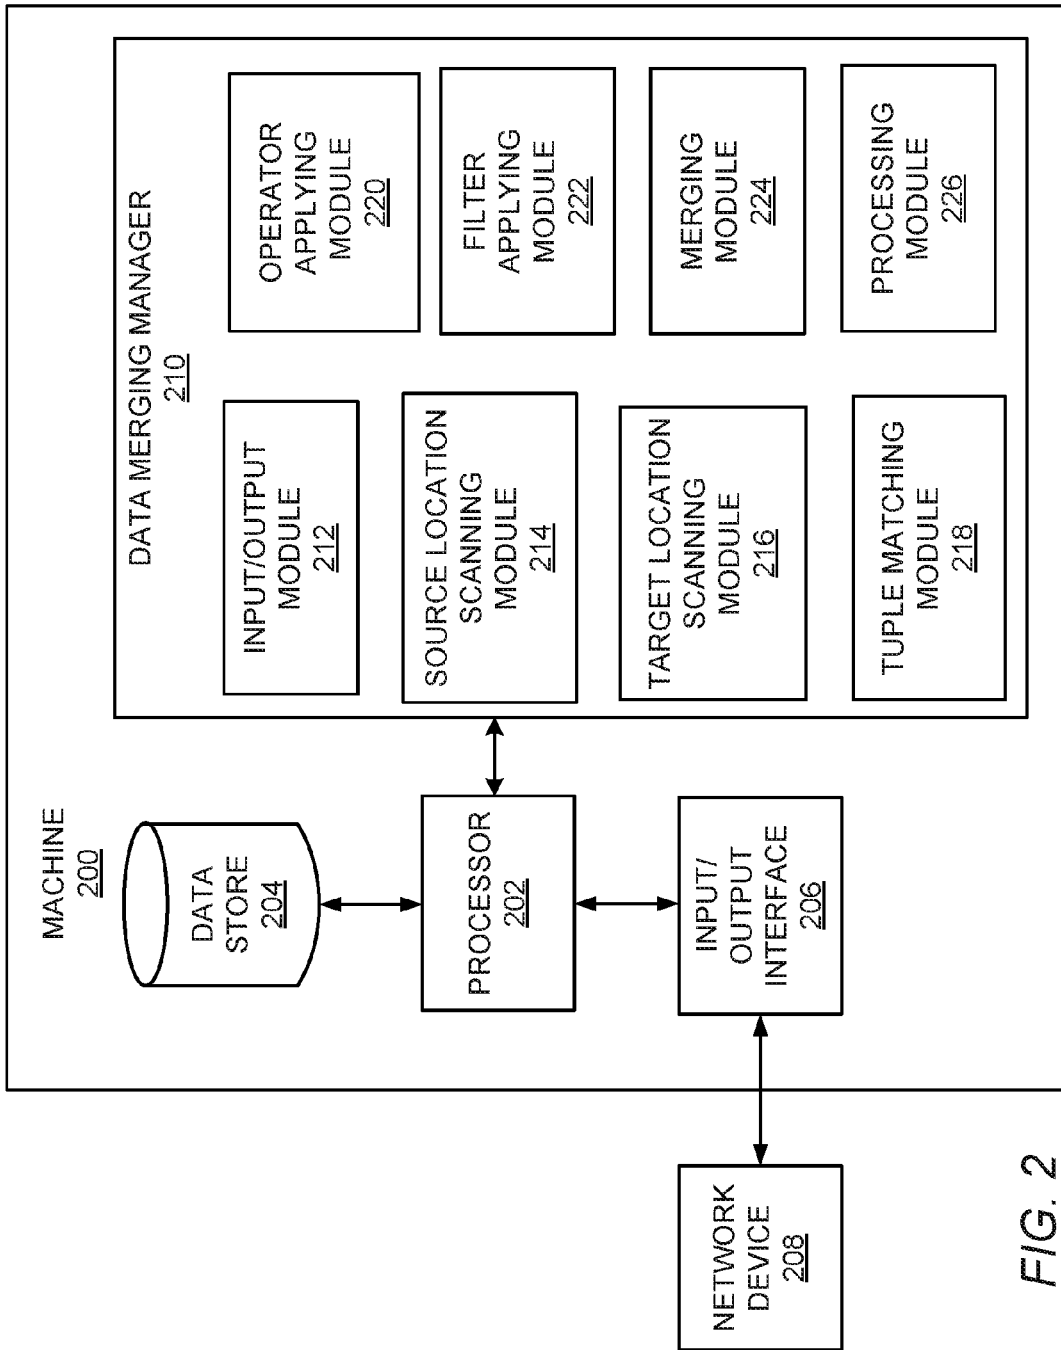 MACHINE
200
DATA
STORE
204
PROCESSOR
202
INPUT/
OUTPUT
INTERFACE
206
NETWORK
DEVICE
208
DATA MERGING MANAGER
210
INPUT/OUTPUT
MODULE
212
SOURCE LOCATION
SCANNING
MODULE
214
TARGET LOCATION
SCANNING
MODULE
216
TUPLE MATCHING
MODULE
218
OPERATOR
APPLYING
MODULE
220
FILTER
APPLYING
MODULE
222
MERGING
MODULE
224
PROCESSING
MODULE
226
FIG. 2